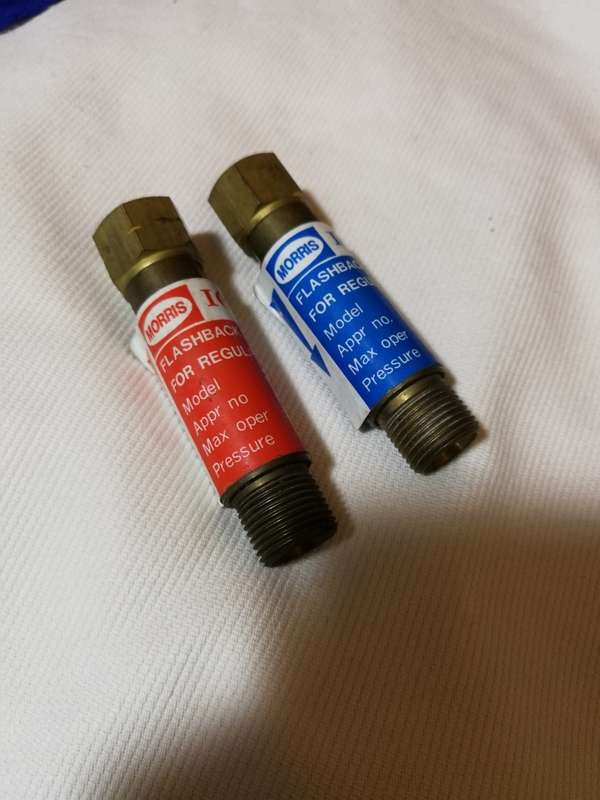 MORRIS
FLASHBACK
FOR REGUL
Model
Appr no
Max oper
Pressure
MORRIS
FLASHBAC
FOR REGU
Model
Appr no.
Max oper
Pressure